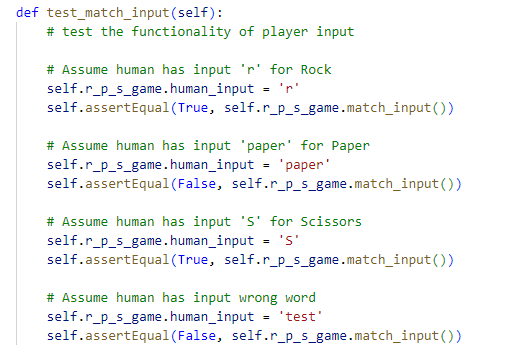 def test_match_input(self):
    # test the functionality of player input

    # Assume human has input 'r' for Rock
    self.r_p_s_game.human_input = 'r'
    self.assertEqual(True, self.r_p_s_game.match_input())

    # Assume human has input 'paper' for Paper
    self.r_p_s_game.human_input = 'paper'
    self.assertEqual(False, self.r_p_s_game.match_input())

    # Assume human has input 'S' for Scissors
    self.r_p_s_game.human_input = 'S'
    self.assertEqual(True, self.r_p_s_game.match_input())

    # Assume human has input wrong word
    self.r_p_s_game.human_input = 'test'
    self.assertEqual(False, self.r_p_s_game.match_input())